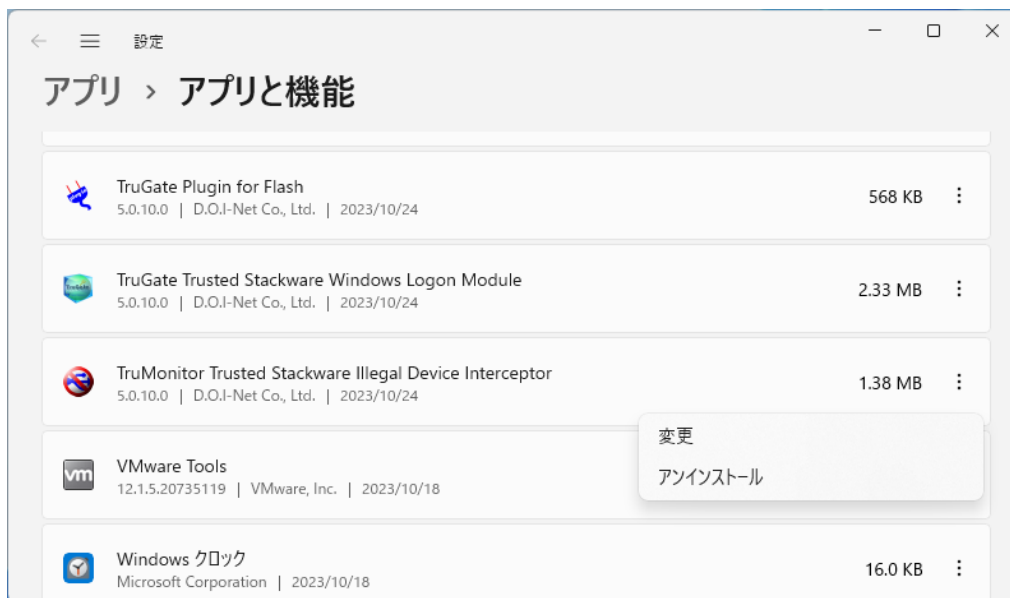 設定
アプリ › アプリと機能
TruGate Plugin for Flash
5.0.10.0 | D.O.I-Net Co., Ltd. | 2023/10/24
568 KB
TruGate Trusted Stackware Windows Logon Module
5.0.10.0 | D.O.I-Net Co., Ltd. | 2023/10/24
2.33 MB
TruMonitor Trusted Stackware Illegal Device Interceptor
5.0.10.0 | D.O.I-Net Co., Ltd. | 2023/10/24
1.38 MB
変更
アンインストール
vm
VMware Tools
12.1.5.20735119 | VMware, Inc. | 2023/10/18
Windows クロック
Microsoft Corporation | 2023/10/18
16.0 KB